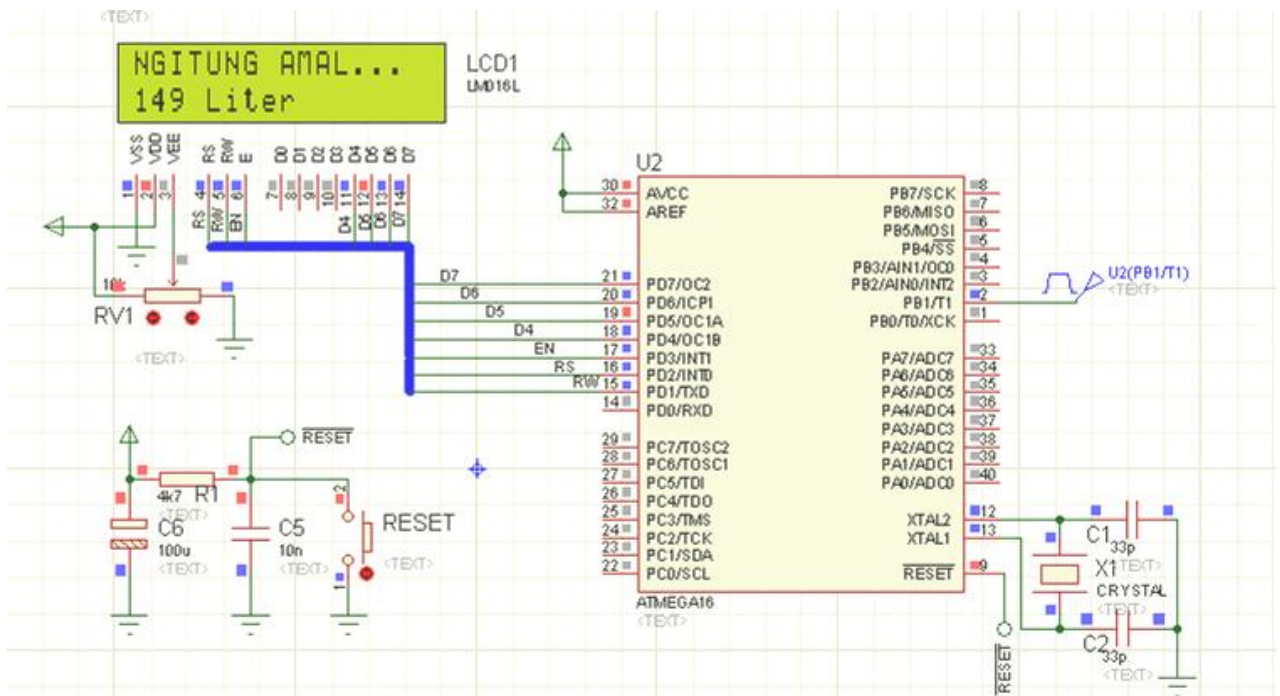 <TEXT>
NGITUNG AMAL...
149 Liter
LCD1
LM016L
VSS
VDD
VEE
RS
RW
E
D0
D1
D2
D3
D4
D5
D6
D7
1
2
3
4
5
6
7
8
9
10
11
12
13
14
RS
RW
EN
D4
D5
D6
D7
RV1
<TEXT>
D7
D6
D5
D4
EN
RS
RW
U2
30 AVCC
32 AREF
21 PD7/OC2
20 PD6/ICP1
19 PD5/OC1A
18 PD4/OC1B
17 PD3/INT1
16 PD2/INT0
15 PD1/TXD
14 PD0/RXD
29 PC7/TOSC2
28 PC6/TOSC1
27 PC5/TDI
26 PC4/TDO
25 PC3/TMS
24 PC2/TCK
23 PC1/SDA
22 PC0/SCL
PB7/SCK 8
PB6/MISO 7
PB5/MOSI 6
PB4/SS 5
PB3/AIN1/OC0 4
PB2/AIN0/INT2 3
PB1/T1 2
PB0/T0/XCK 1
PA7/ADC7 33
PA6/ADC6 34
PA5/ADC5 35
PA4/ADC4 36
PA3/ADC3 37
PA2/ADC2 38
PA1/ADC1 39
PA0/ADC0 40
XTAL2 12
XTAL1 13
RESET 9
ATMEGA16
<TEXT>
U2(PB1/T1)
<TEXT>
RESET
R1
4k7
<TEXT>
C6
100u
<TEXT>
C5
10n
<TEXT>
2
1
RESET
<TEXT>
RESET
C1
33p
<TEXT>
X1
CRYSTAL
<TEXT>
C2
33p
<TEXT>